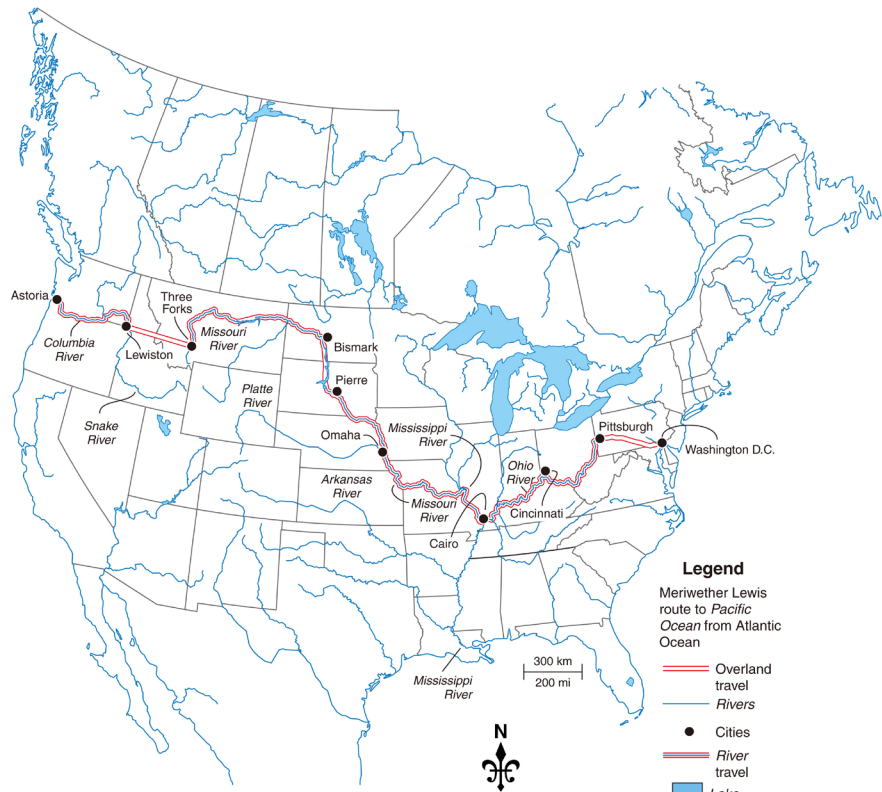 Astoria
Three
Forks
Missouri
River
Columbia
River
Lewiston
Bismark
Pierre
Platte
River
Snake
River
Mississippi
River
Omaha
Pittsburgh
Washington D.C.
Ohio
River
Arkansas
River
Missouri
River
Cincinnati
Cairo
Mississippi
River
300 km
200 mi
N
Legend
Meriwether Lewis
route to Pacific
Ocean from Atlantic
Ocean
Overland
travel
Rivers
Cities
River
travel
Lake